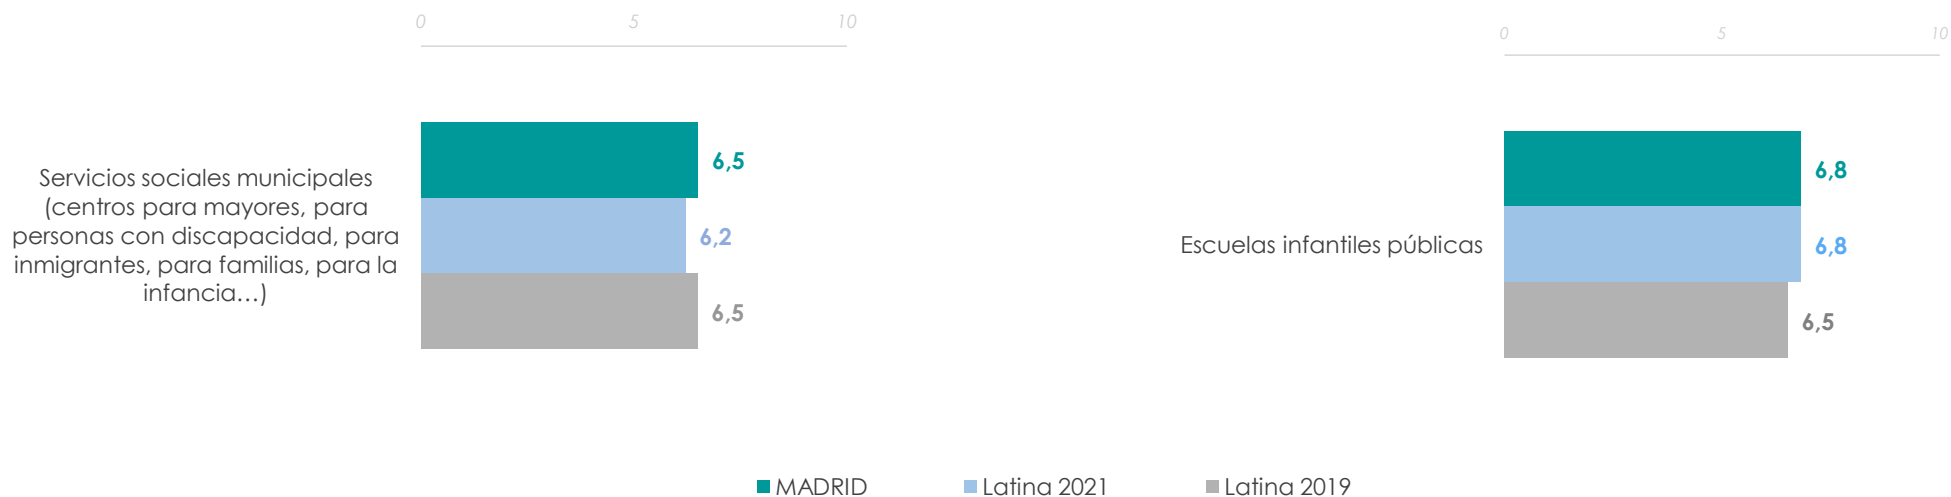 0 5 10
Servicios sociales municipales
(centros para mayores, para
personas con discapacidad, para
inmigrantes, para familias, para la
infancia...)
6,5
6,2
6,5
0 5 10
Escuelas infantiles públicas
6,8
6,8
6,5
MADRID Latina 2021 Latina 2019